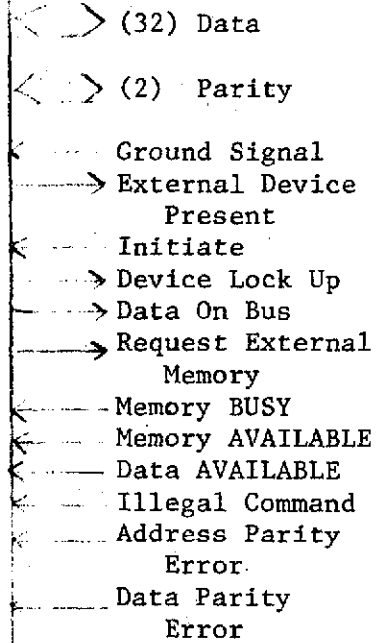 (32) Data
(2) Parity
Ground Signal
External Device
Present
Initiate
Device Lock Up
Data On Bus
Request External
Memory
Memory BUSY
Memory AVAILABLE
Data AVAILABLE
Illegal Command
Address Parity
Error
Data Parity
Error